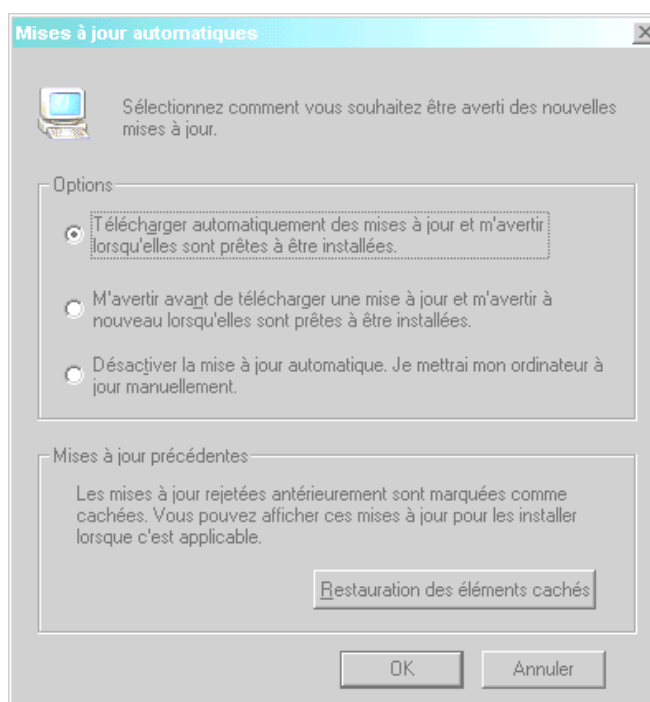 Mises à jour automatiques
Sélectionnez comment vous souhaitez être averti des nouvelles
mises à jour.
Options
Télécharger automatiquement des mises à jour et m'avertir
lorsqu'elles sont prêtes à être installées.
M'avertir avant de télécharger une mise à jour et m'avertir à
nouveau lorsqu'elles sont prêtes à être installées.
Désactiver la mise à jour automatique. Je mettrai mon ordinateur à
jour manuellement.
Mises à jour précédentes
Les mises à jour rejetées antérieurement sont marquées comme
cachées. Vous pouvez afficher ces mises à jour pour les installer
lorsque c'est applicable.
Restauration des éléments cachés
OK
Annuler